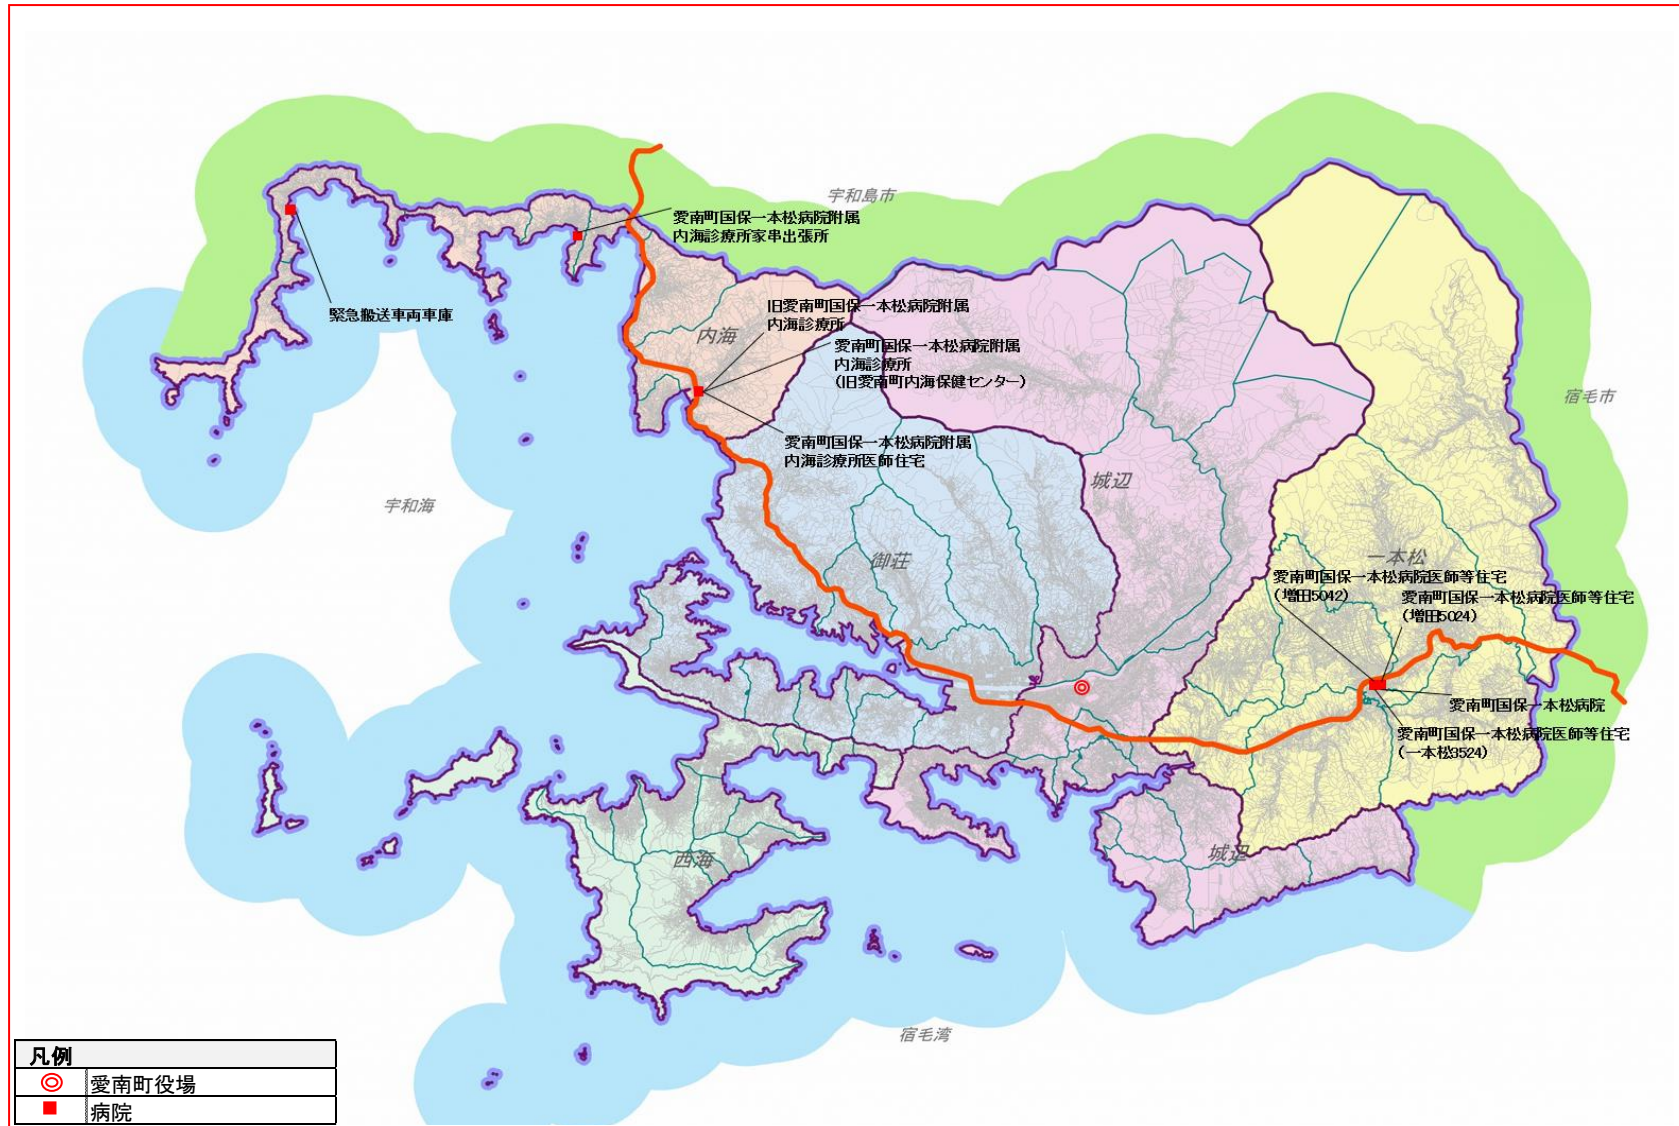 宇和島市
愛南町国保一本松病院附属
内海診療所家串出張所
緊急搬送車両車庫
旧愛南町国保一本松病院附属
内海診療所
内海
愛南町国保一本松病院附属
内海診療所
(旧愛南町内海保健センター)
宿毛市
愛南町国保一本松病院附属
内海診療所医師住宅
城辺
宇和海
御荘
一本松
愛南町国保一本松病院医師等住宅
(増田5042)
愛南町国保一本松病院医師等住宅
(増田5024)
愛南町国保一本松病院
愛南町国保一本松病院医師等住宅
(一本松3524)
西海
城辺
宿毛湾
凡例
愛南町役場
病院